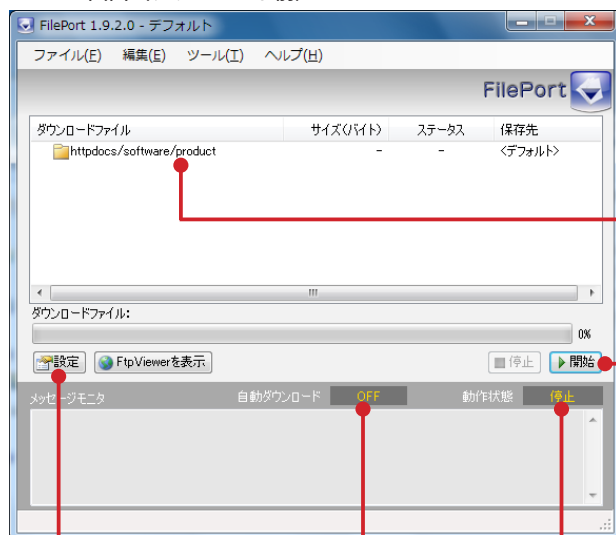 FilePort 1.9.2.0 - デフォルト
ファイル(F) 編集(E) ツール(T) ヘルプ(H)
FilePort
ダウンロードファイル サイズ(バイト) ステータス 保存先
httpdocs/software/product - - <デフォルト>
ダウンロードファイル:
0%
設定 FtpViewerを表示 停止 開始
メッセージモニタ 自動ダウンロード OFF 動作状態 停止